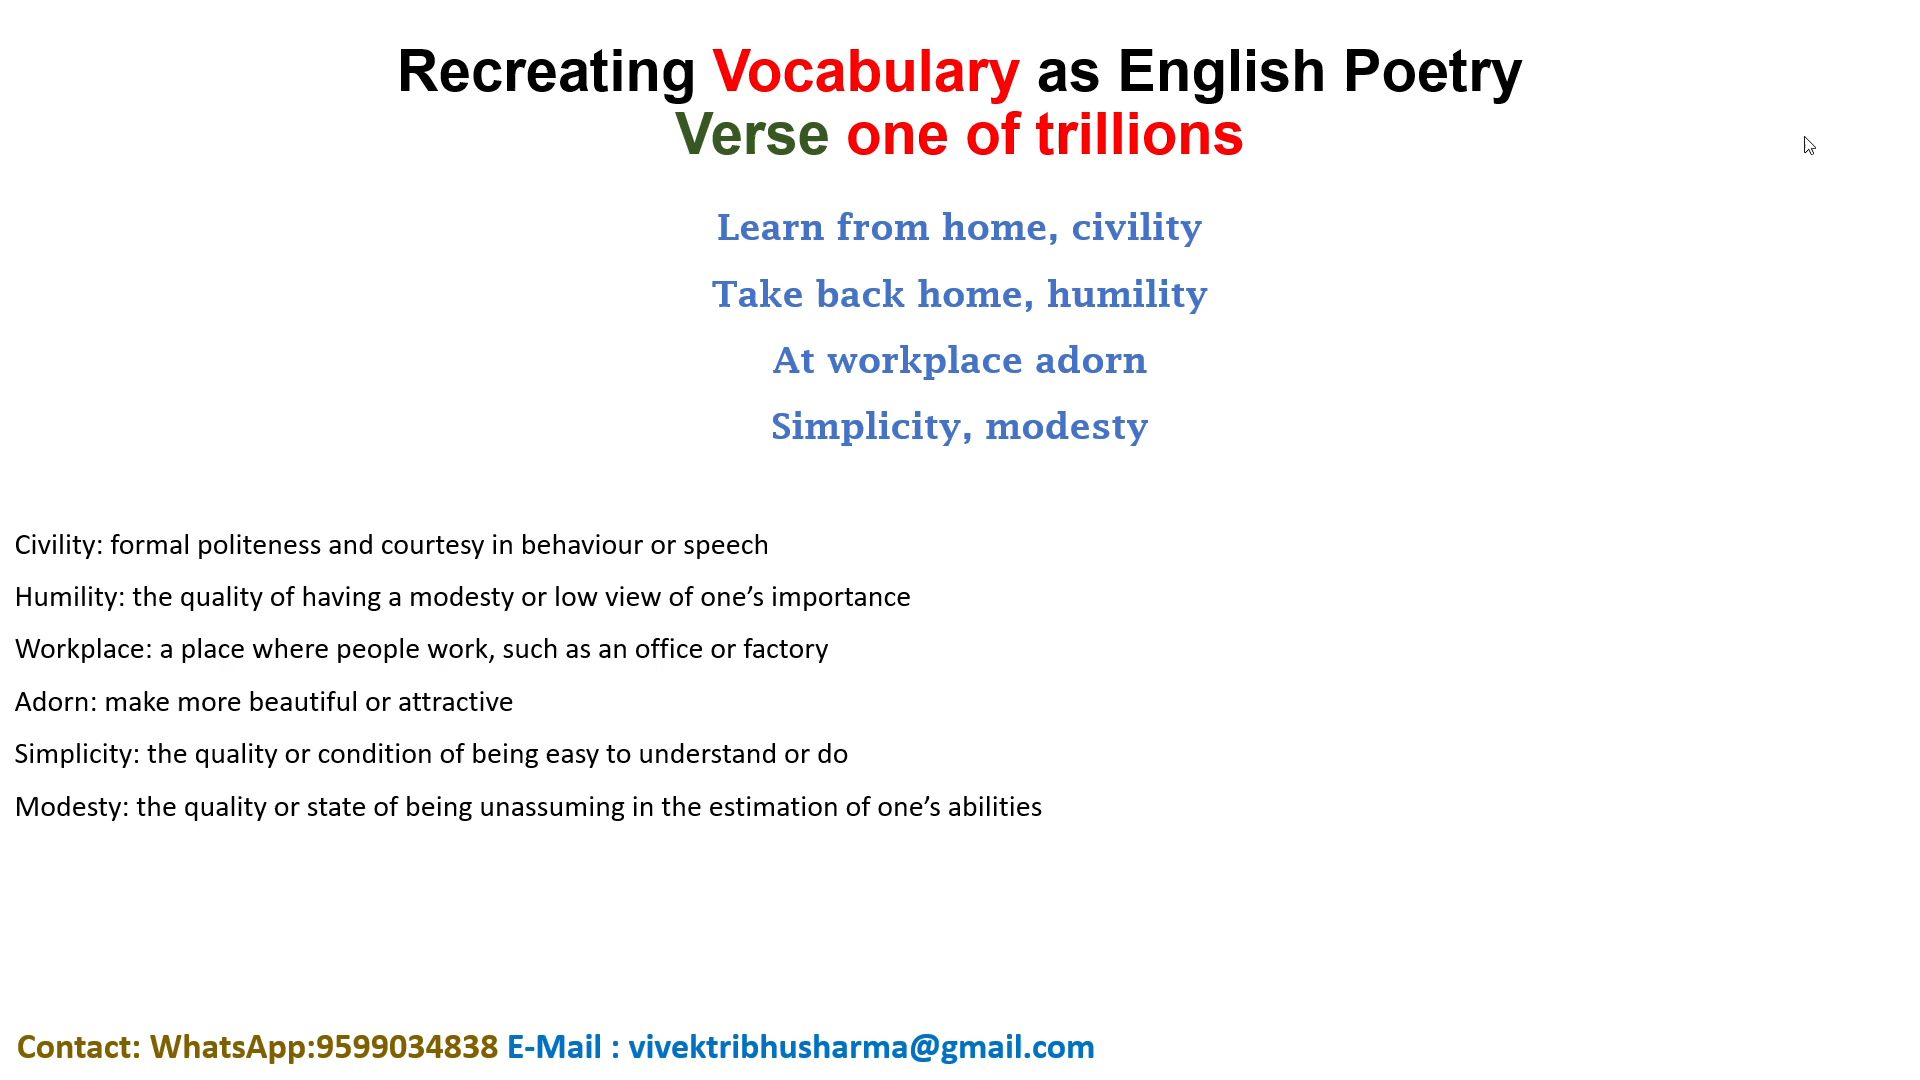 Recreating Vocabulary as English Poetry
Verse one of trillions
Learn from home, civility
Take back home, humility
At workplace adorn
Simplicity, modesty
Civility: formal politeness and courtesy in behaviour or speech
Humility: the quality of having a modesty or low view of one’s importance
Workplace: a place where people work, such as an office or factory
Adorn: make more beautiful or attractive
Simplicity: the quality or condition of being easy to understand or do
Modesty: the quality or state of being unassuming in the estimation of one’s abilities
Contact: WhatsApp:9599034838 E-Mail : vivektribhusharma@gmail.com